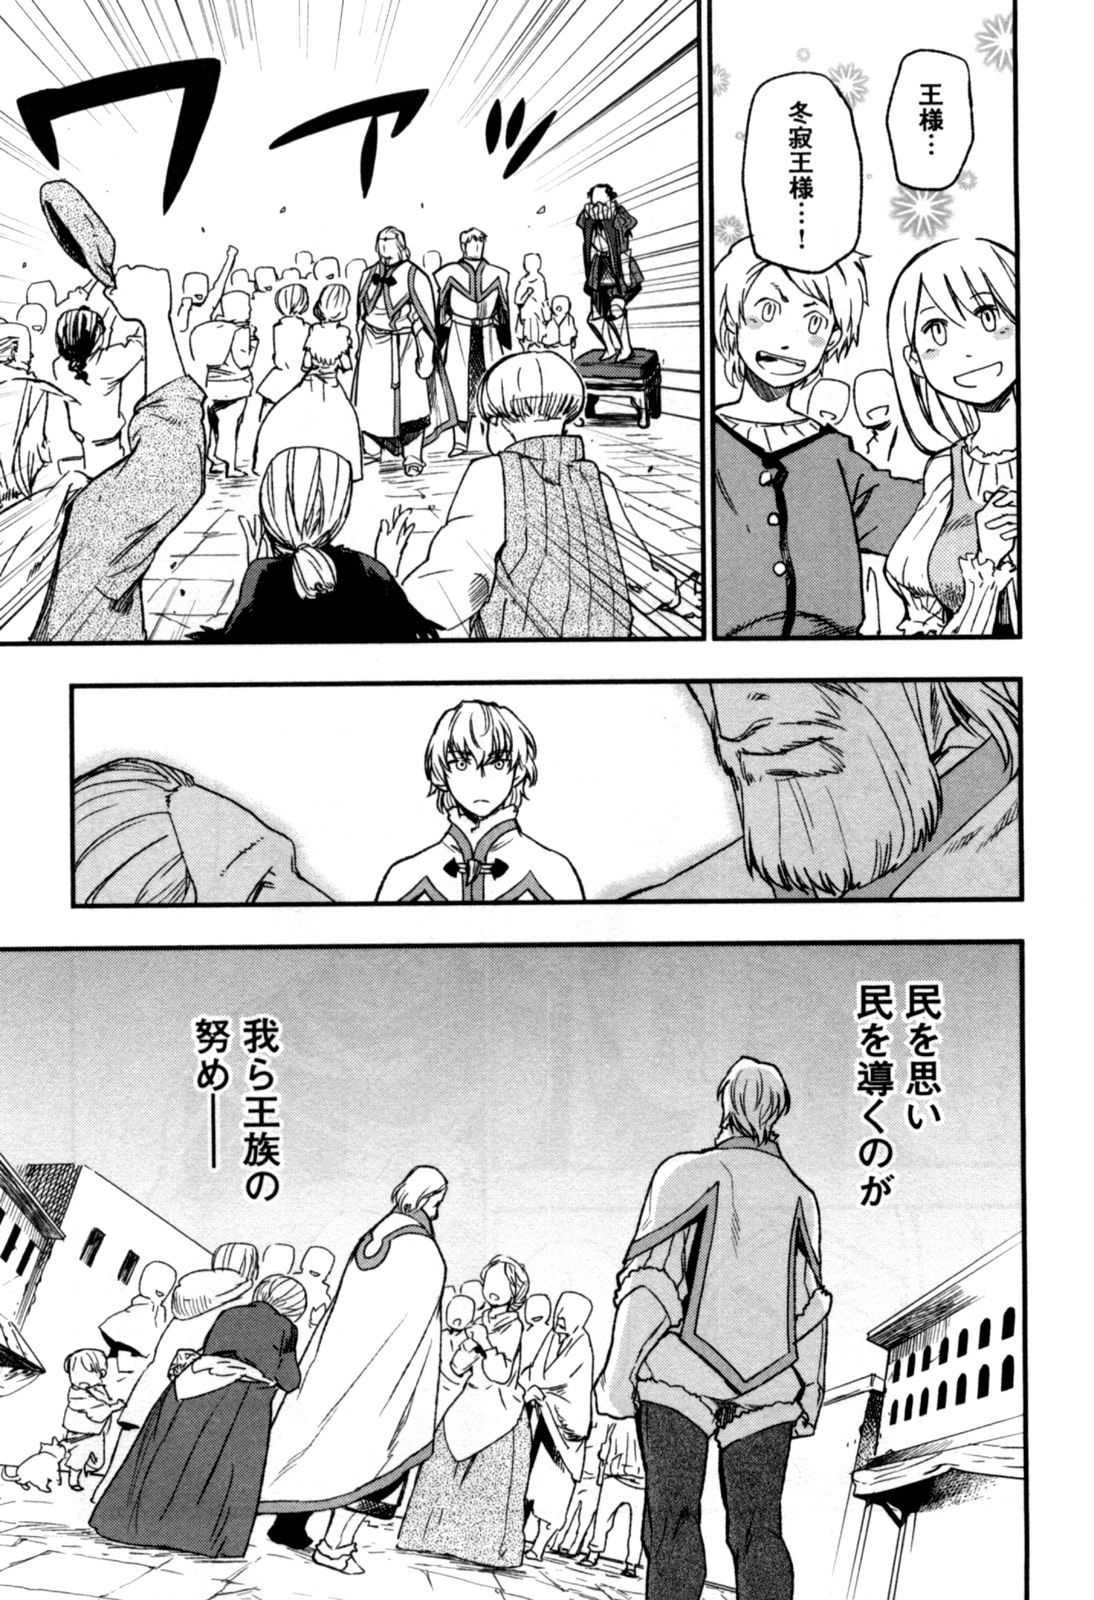 王様…
冬寂王様…！
ワアッ
民を思い
民を導くのが
我ら王族の
努め──